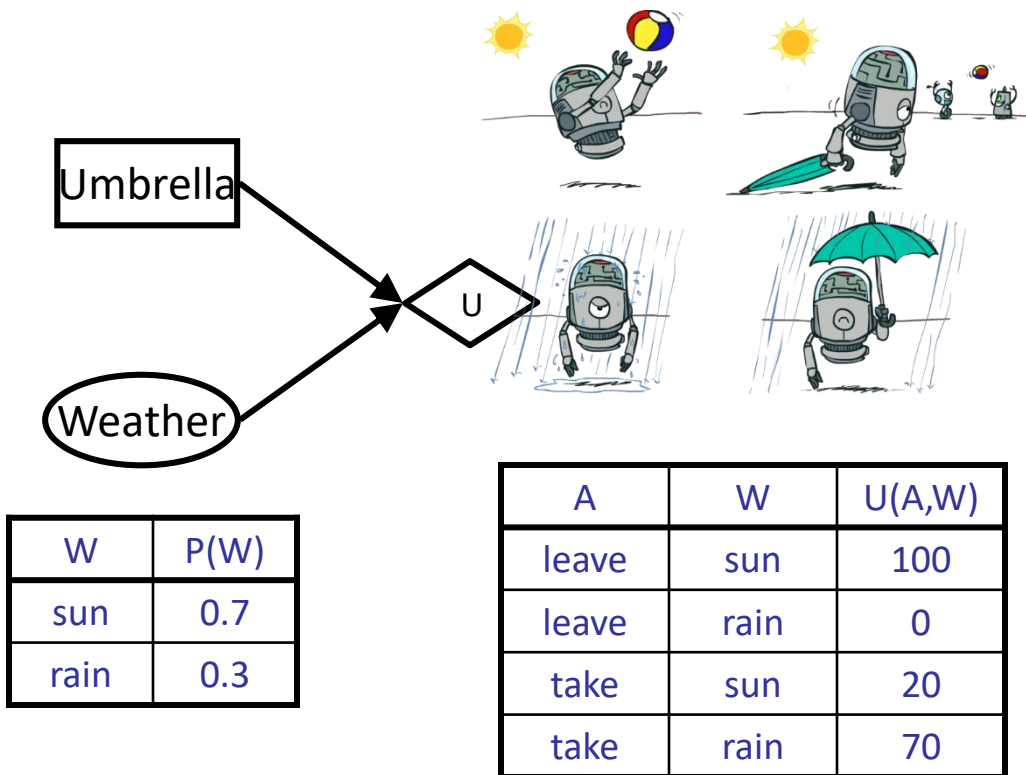 Umbrella
U
Weather
W P(W)
sun 0.7
rain 0.3
A W U(A,W)
leave sun 100
leave rain 0
take sun 20
take rain 70